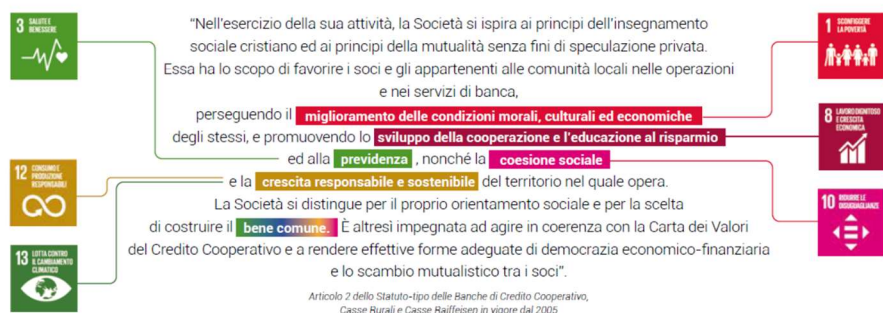 3 SALUTE E BENESSERE
"Nell'esercizio della sua attività, la Società si ispira ai principi dell'insegnamento
sociale cristiano ed ai principi della mutualità senza fini di speculazione privata.
Essa ha lo scopo di favorire i soci e gli appartenenti alle comunità locali nelle operazioni
e nei servizi di banca,
perseguendo il miglioramento delle condizioni morali, culturali ed economiche
degli stessi, e promuovendo lo sviluppo della cooperazione e l'educazione al risparmio
ed alla previdenza , nonché la coesione sociale
e la crescita responsabile e sostenibile del territorio nel quale opera.
La Società si distingue per il proprio orientamento sociale e per la scelta
di costruire il bene comune. È altresì impegnata ad agire in coerenza con la Carta dei Valori
del Credito Cooperativo e a rendere effettive forme adeguate di democrazia economico-finanziaria
e lo scambio mutualistico tra i soci".
Articolo 2 dello Statuto-tipo delle Banche di Credito Cooperativo,
Casse Rurali e Casse Raiffeisen in vigore dal 2005
12 CONSUMO E
PRODUZIONE
RESPONSABILI
13 LOTTA CONTRO
IL CAMBIAMENTO
CLIMATICO
1 SCONFIGGERE
LA POVERTÀ
8 LAVORO DIGNITOSO
E CRESCITA
ECONOMICA
10 RIDURRE LE
DISUGUAGLIANZE